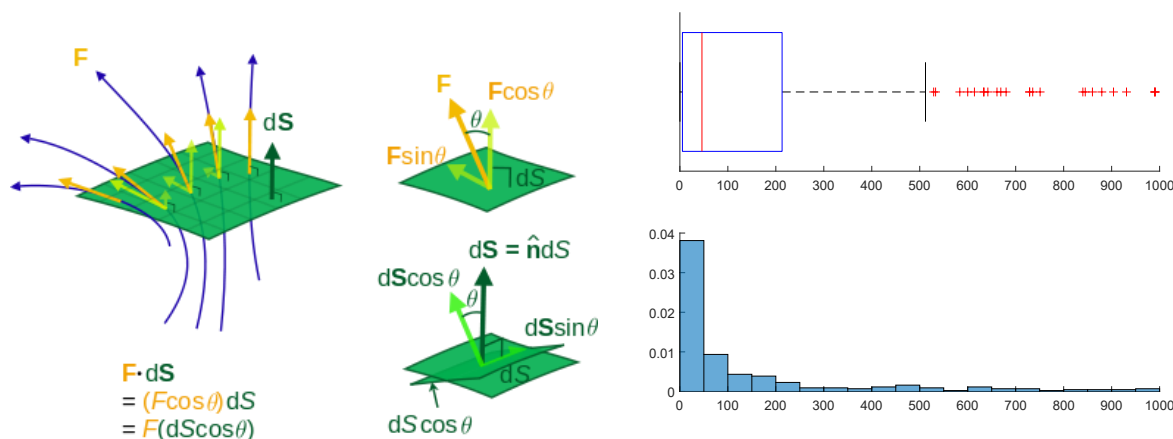 F
dS
F·dS
= (Fcosθ)dS
= F(dScosθ)
F
Fcosθ
θ
Fsinθ
dS
dS = n̂dS
dScosθ
θ
dSsinθ
dS
dScosθ
0 100 200 300 400 500 600 700 800 900 1000
0.04
0.03
0.02
0.01
0
0 100 200 300 400 500 600 700 800 900 1000